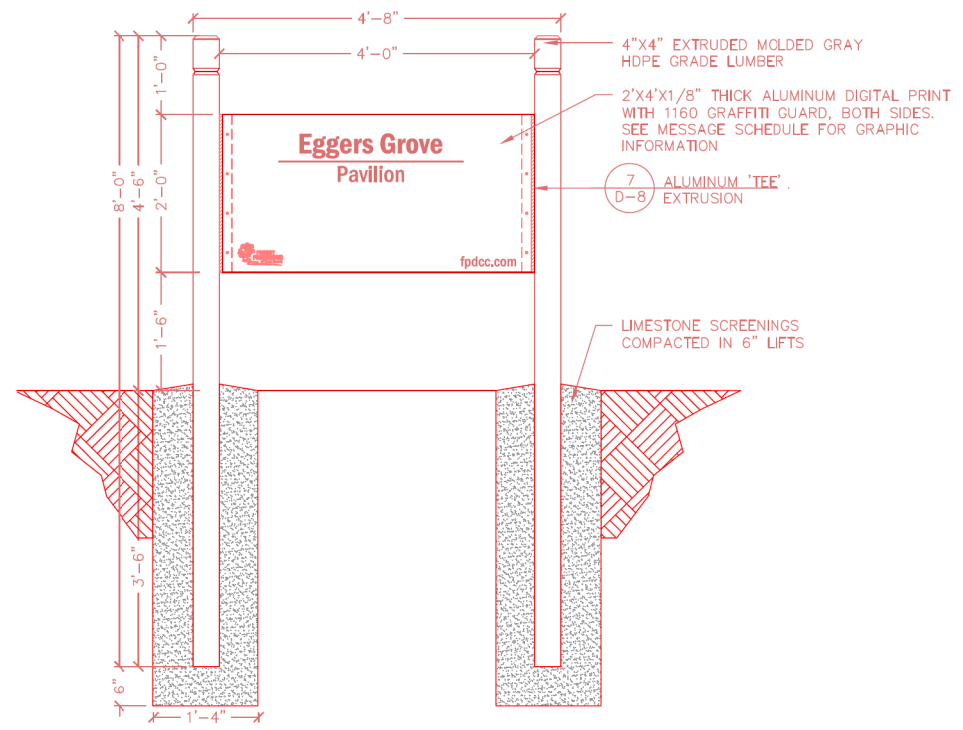 4'-8"
4'-0"
4"X4" EXTRUDED MOLDED GRAY
HDPE GRADE LUMBER
1'-0"
2'X4'X1/8" THICK ALUMINUM DIGITAL PRINT
WITH 1160 GRAFFITI GUARD, BOTH SIDES.
SEE MESSAGE SCHEDULE FOR GRAPHIC
INFORMATION
Eggers Grove
Pavilion
7
D-8
ALUMINUM 'TEE'.
EXTRUSION
8'-0"
4'-6"
2'-0"
fpdcc.com
1'-6"
LIMESTONE SCREENINGS
COMPACTED IN 6" LIFTS
3'-6"
6"
1'-4"